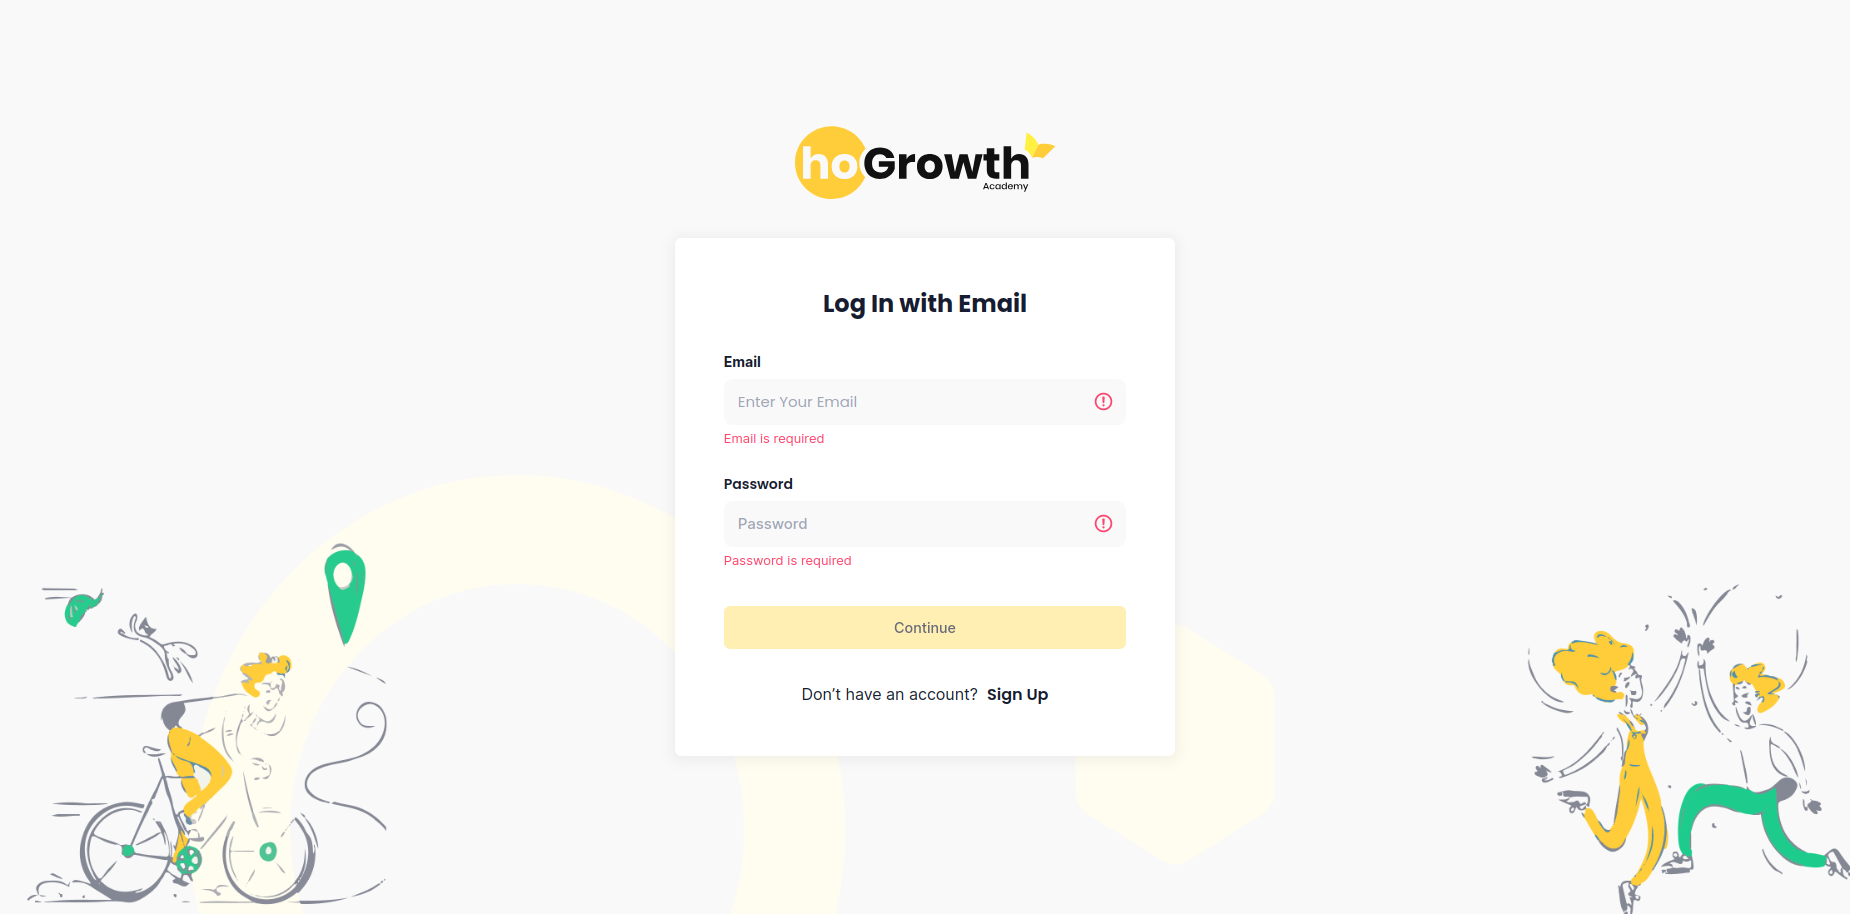 hoGrowth
Academy
Log In with Email
Email
Enter Your Email
Email is required
Password
Password
Password is required
Continue
Don’t have an account? Sign Up